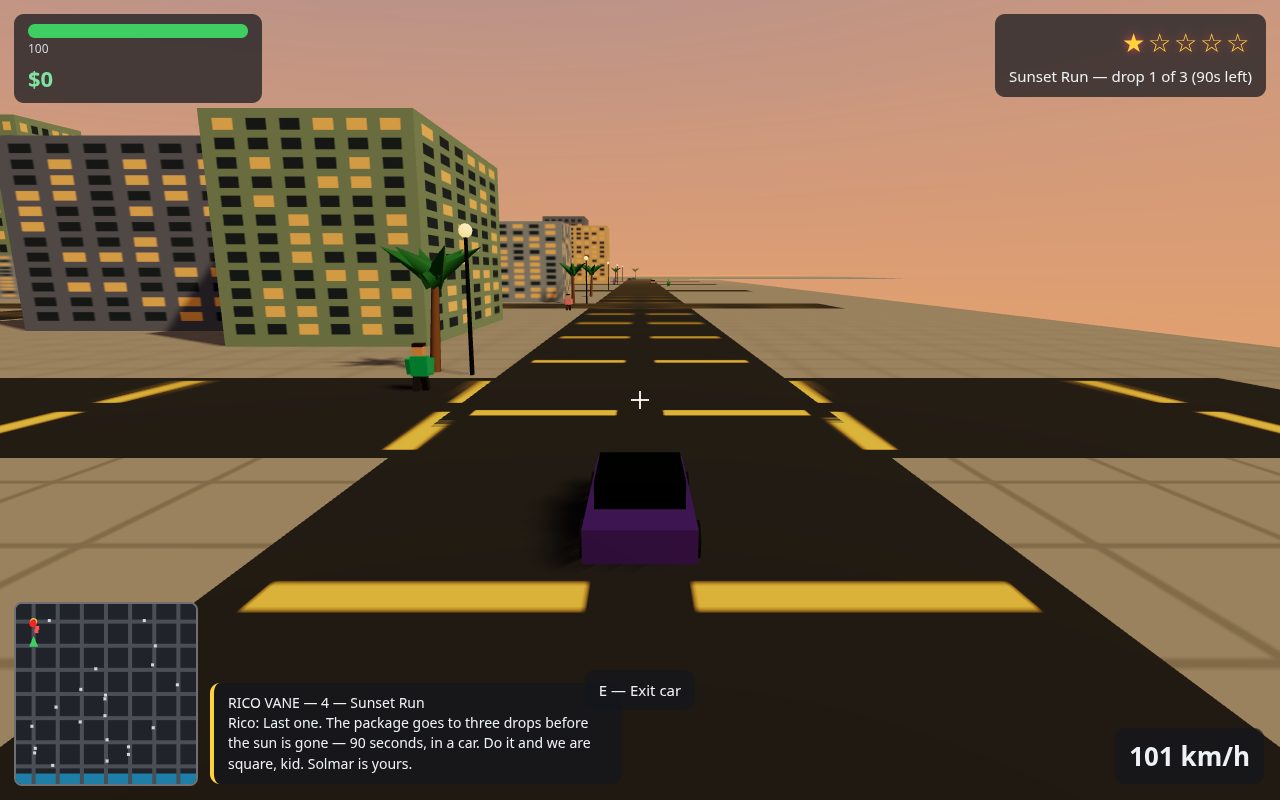 100
$0
★☆☆☆☆
Sunset Run — drop 1 of 3 (90s left)
E — Exit car
RICO VANE — 4 — Sunset Run
Rico: Last one. The package goes to three drops before
the sun is gone — 90 seconds, in a car. Do it and we are
square, kid. Solmar is yours.
101 km/h